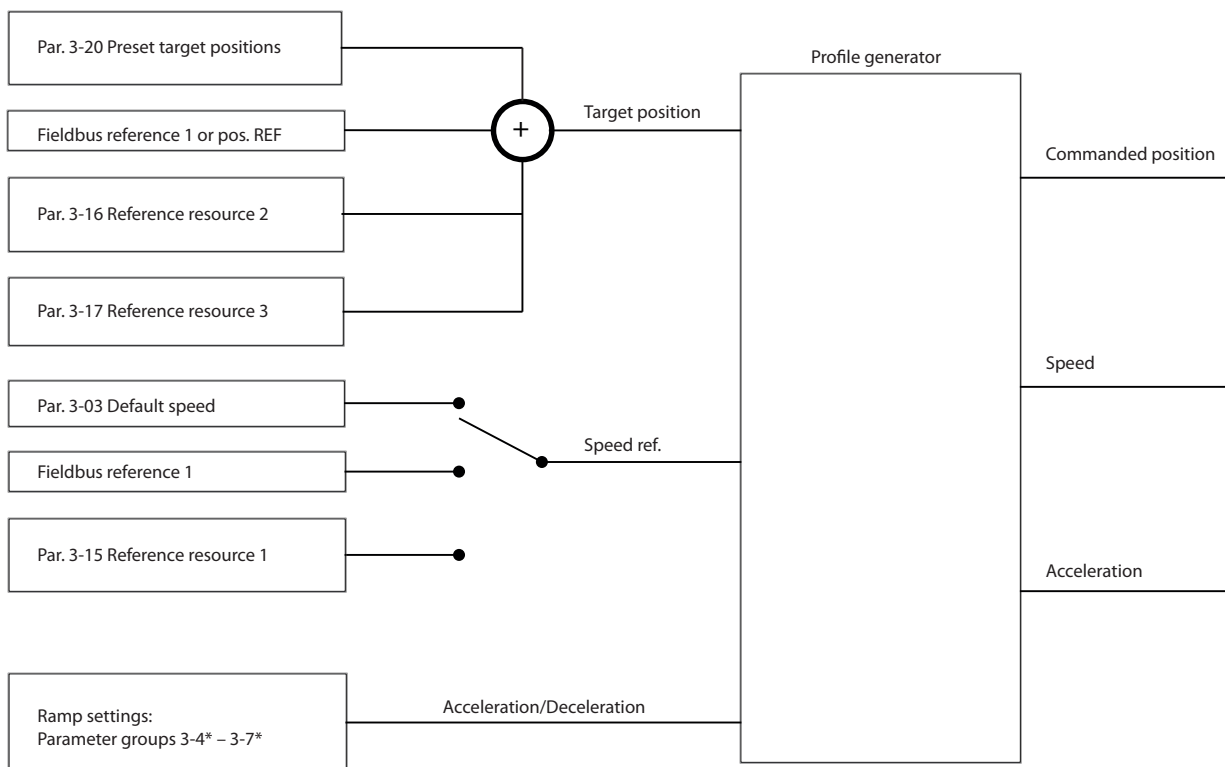 Par. 3-20 Preset target positions
Profile generator
Fieldbus reference 1 or pos. REF
+
Target position
Commanded position
Par. 3-16 Reference resource 2
Par. 3-17 Reference resource 3
Speed
Par. 3-03 Default speed
Speed ref.
Fieldbus reference 1
Par. 3-15 Reference resource 1
Acceleration
Acceleration/Deceleration
Ramp settings:
Parameter groups 3-4* – 3-7*